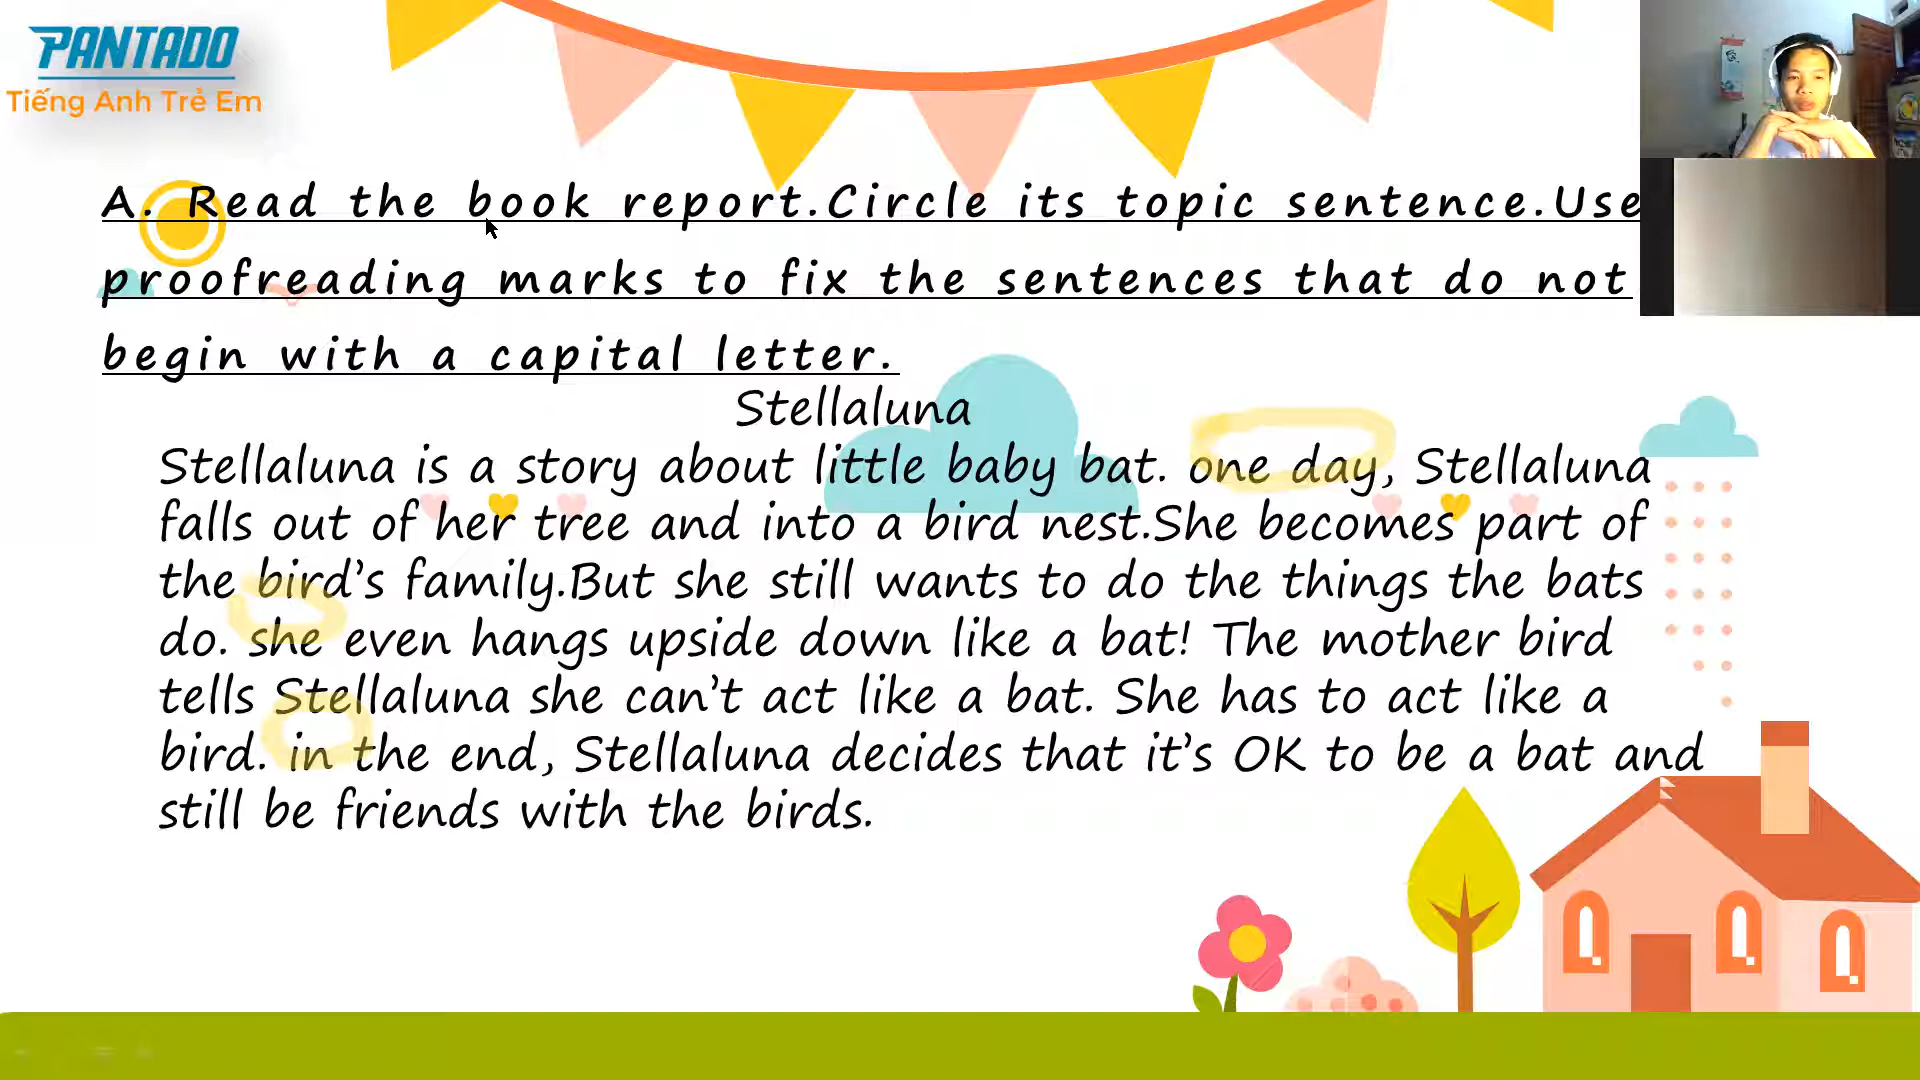 PANTADO
Tiếng Anh Trẻ Em
A. Read the book report.Circle its topic sentence.Use
proofreading marks to fix the sentences that do not
begin with a capital letter.
Stellaluna
Stellaluna is a story about little baby bat. one day, Stellaluna
falls out of her tree and into a bird nest.She becomes part of
the bird’s family.But she still wants to do the things the bats
do. she even hangs upside down like a bat! The mother bird
tells Stellaluna she can’t act like a bat. She has to act like a
bird. in the end, Stellaluna decides that it’s OK to be a bat and
still be friends with the birds.